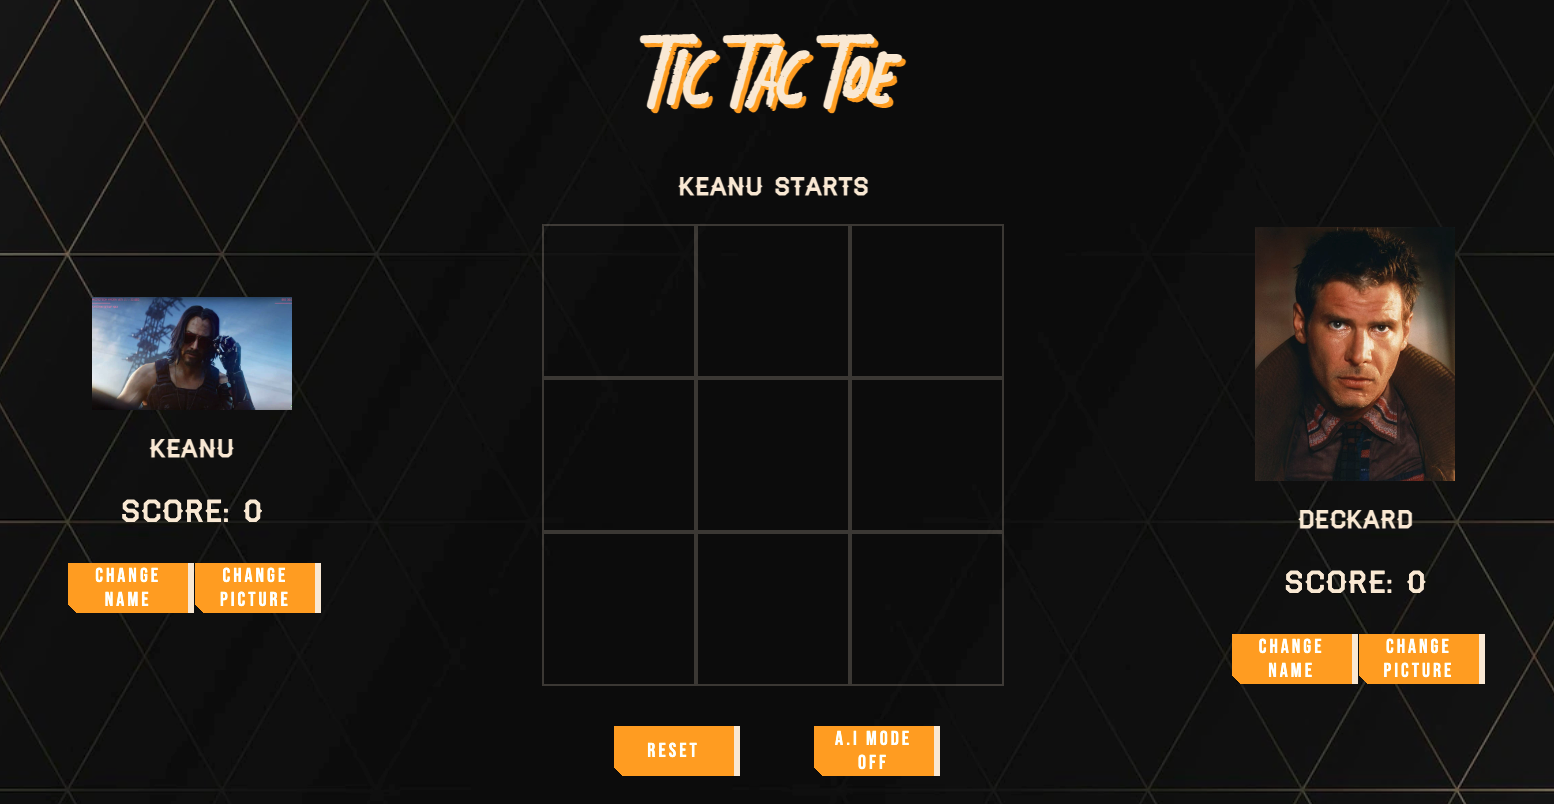 TIC TAC TOE
KEANU STARTS
KEANU
SCORE: 0
CHANGE
NAME
CHANGE
PICTURE
DECKARD
SCORE: 0
CHANGE
NAME
CHANGE
PICTURE
RESET
A.I MODE
OFF